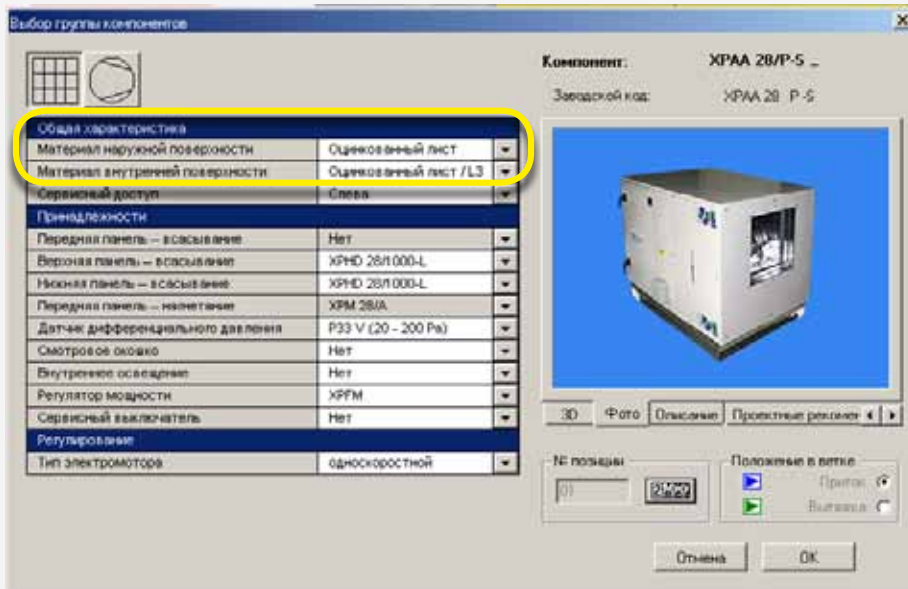 Выбор группы компонентов
Компонент: XPAA 28/P-S _
Заводской код: XPAA 28 P-S
Общая характеристика
Материал наружной поверхности Оцинкованный лист
Материал внутренней поверхности Оцинкованный лист /L3
Сервисный доступ Слева
Принадлежности
Передняя панель – всасывание Нет
Верхняя панель – всасывание XPHD 28/1000-L
Нижняя панель – всасывание XPHD 28/1000-L
Передняя панель – нагнетание XPM 28/A
Датчик дифференциального давления P33 V (20 - 200 Pa)
Смотровое окошко Нет
Внутреннее освещение Нет
Регулятор мощности XPFM
Сервисный выключатель Нет
Регулирование
Тип электромотора односкоростной
3D Фото Описание Проектные рекомен
№ позиции
01
Положение в ветке
Приток
Вытяжка
Отмена OK